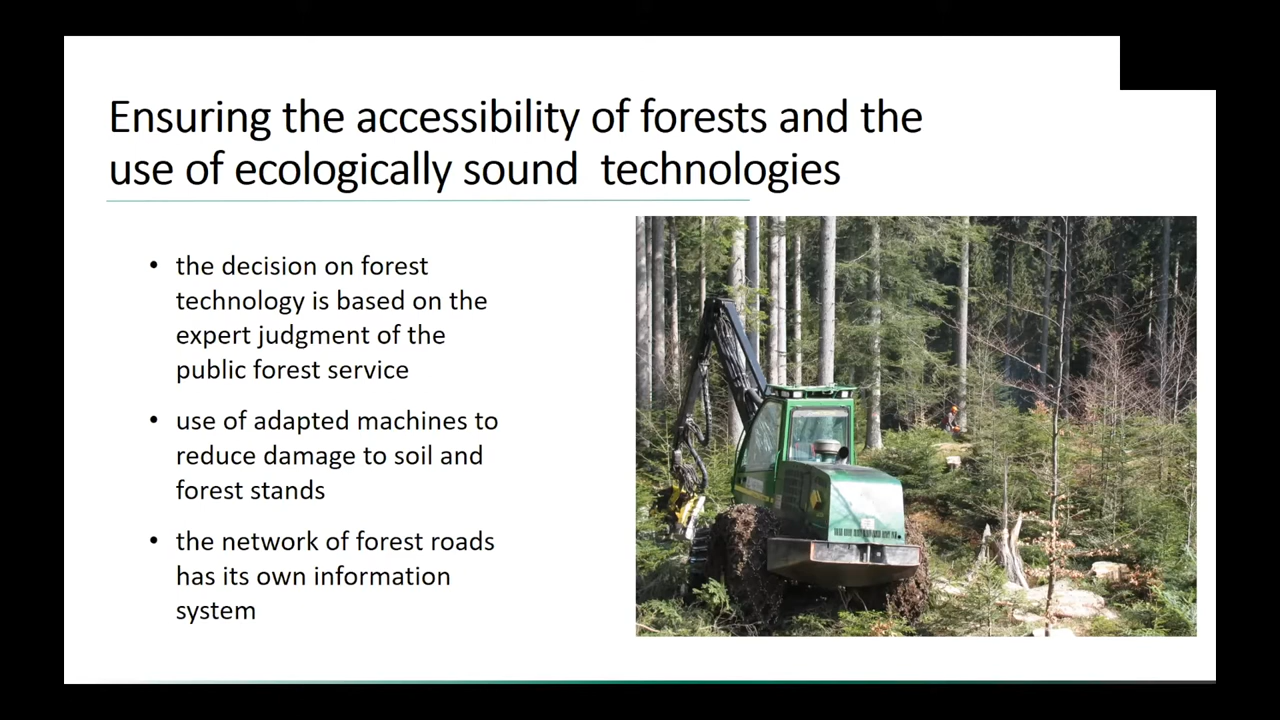 Ensuring the accessibility of forests and the
use of ecologically sound technologies
• the decision on forest
technology is based on the
expert judgment of the
public forest service
• use of adapted machines to
reduce damage to soil and
forest stands
• the network of forest roads
has its own information
system